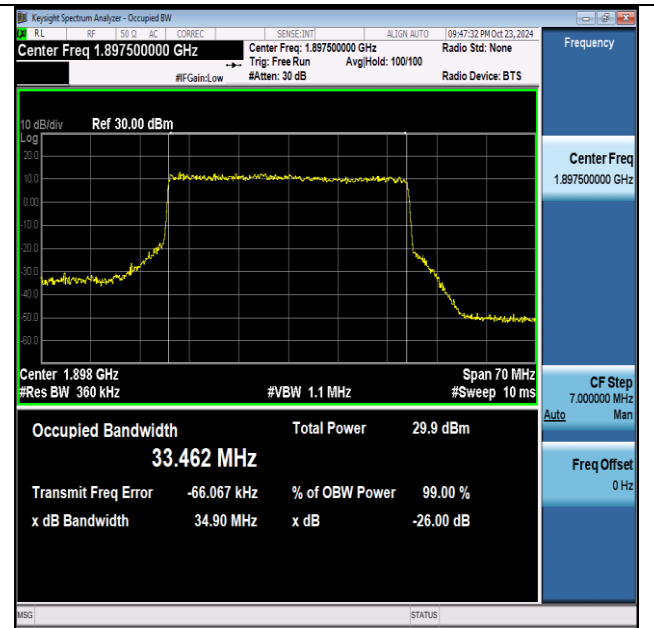 Keysight Spectrum Analyzer - Occupied BW
RL RF 50 Ω AC CORREC SENSE:INT ALIGN AUTO 09:47:32 PM Oct 23, 2024
Center Freq 1.897500000 GHz
Center Freq: 1.897500000 GHz
Radio Std: None
Trig: Free Run Avg|Hold: 100/100
#IFGain:Low
#Atten: 30 dB
Radio Device: BTS
Frequency
10 dB/div Ref 30.00 dBm
Log
20.0
10.0
0.00
-10.0
-20.0
-30.0
-40.0
-50.0
-60.0
Center 1.898 GHz
Span 70 MHz
#Res BW 360 kHz
#VBW 1.1 MHz
#Sweep 10 ms
Occupied Bandwidth
33.462 MHz
Total Power 29.9 dBm
Transmit Freq Error -66.067 kHz
% of OBW Power 99.00 %
x dB Bandwidth 34.90 MHz
x dB -26.00 dB
Center Freq
1.897500000 GHz
CF Step
7.000000 MHz
Auto Man
Freq Offset
0 Hz
MSG
STATUS